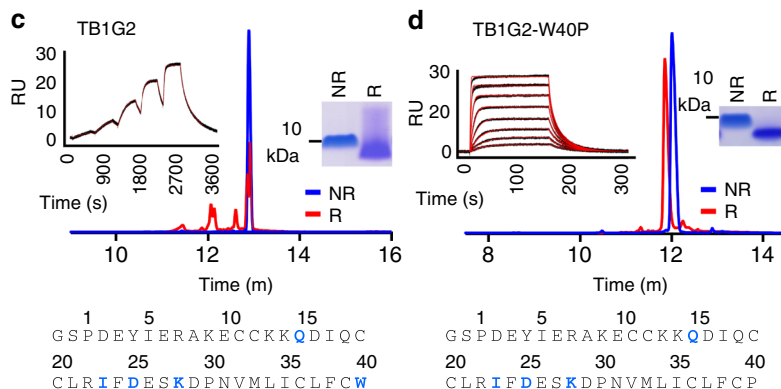 c
TB1G2
RU
30
20
10
0
0
900
1800
2700
3600
Time (s)
NR
R
10
kDa
NR
R
10
12
14
16
Time (m)
1 5 10 15
GSPDEYIERAKECCKKQDIQC
20 25 30 35 40
CLRIFDESKDPNVMLICLFCW
d
TB1G2-W40P
RU
30
20
10
0
0
100
200
300
Time (s)
NR
R
10
kDa
NR
R
8
10
12
14
Time (m)
1 5 10 15
GSPDEYIERAKECCKKQDIQC
20 25 30 35 40
CLRIFDESKDPNVMLICLFCP